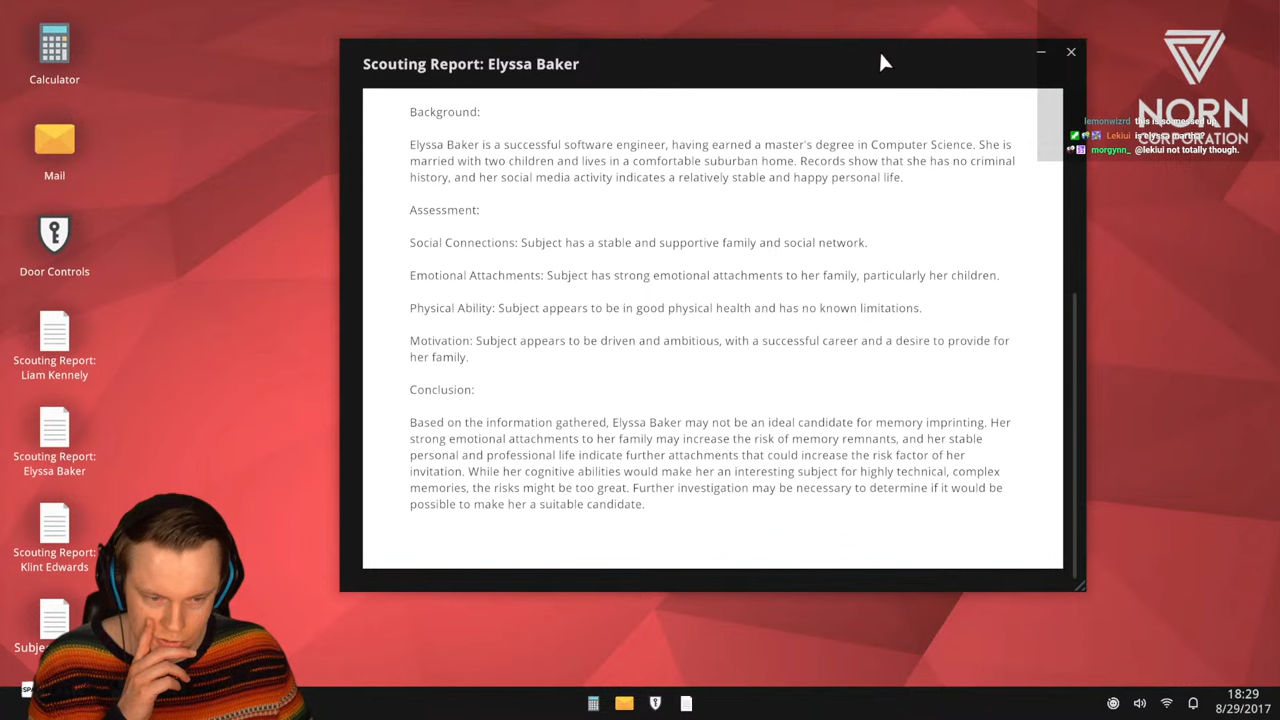 Calculator
Mail
Door Controls
Scouting Report:
Liam Kennely
Scouting Report:
Elyssa Baker
Scouting Report:
Klint Edwards
Scouting Report: Elyssa Baker
Background:
Elyssa Baker is a successful software engineer, having earned a master's degree in Computer Science. She is
married with two children and lives in a comfortable suburban home. Records show that she has no criminal
history, and her social media activity indicates a relatively stable and happy personal life.
Assessment:
Social Connections: Subject has a stable and supportive family and social network.
Emotional Attachments: Subject has strong emotional attachments to her family, particularly her children.
Physical Ability: Subject appears to be in good physical health and has no known limitations.
Motivation: Subject appears to be driven and ambitious, with a successful career and a desire to provide for
her family.
Conclusion:
Based on the information gathered, Elyssa Baker may not be an ideal candidate for memory imprinting. Her
strong emotional attachments to her family may increase the risk of memory remnants, and her stable
personal and professional life indicate further attachments that could increase the risk factor of her
invitation. While her cognitive abilities would make her an interesting subject for highly technical, complex
memories, the risks might be too great. Further investigation may be necessary to determine if it would be
possible to make her a suitable candidate.
NORN
CORPORATION
lemonwizrd this is so messed up
Lekiui is elyssa martha?
morgynn_ @lekiui not totally though.
18:29
8/29/2017